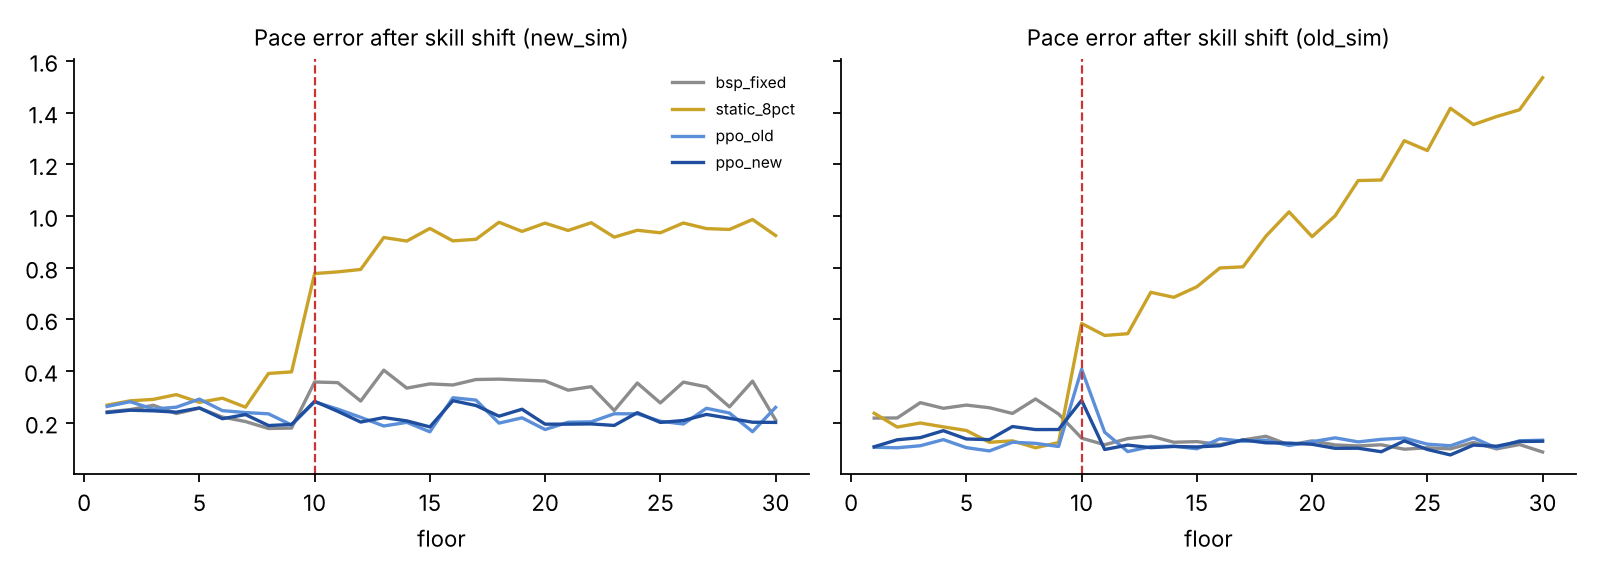 Pace error after skill shift (new_sim)
1.6
1.4
1.2
1.0
0.8
0.6
0.4
0.2
0 5 10 15 20 25 30
floor
bsp_fixed
static_8pct
ppo_old
ppo_new
Pace error after skill shift (old_sim)
0 5 10 15 20 25 30
floor